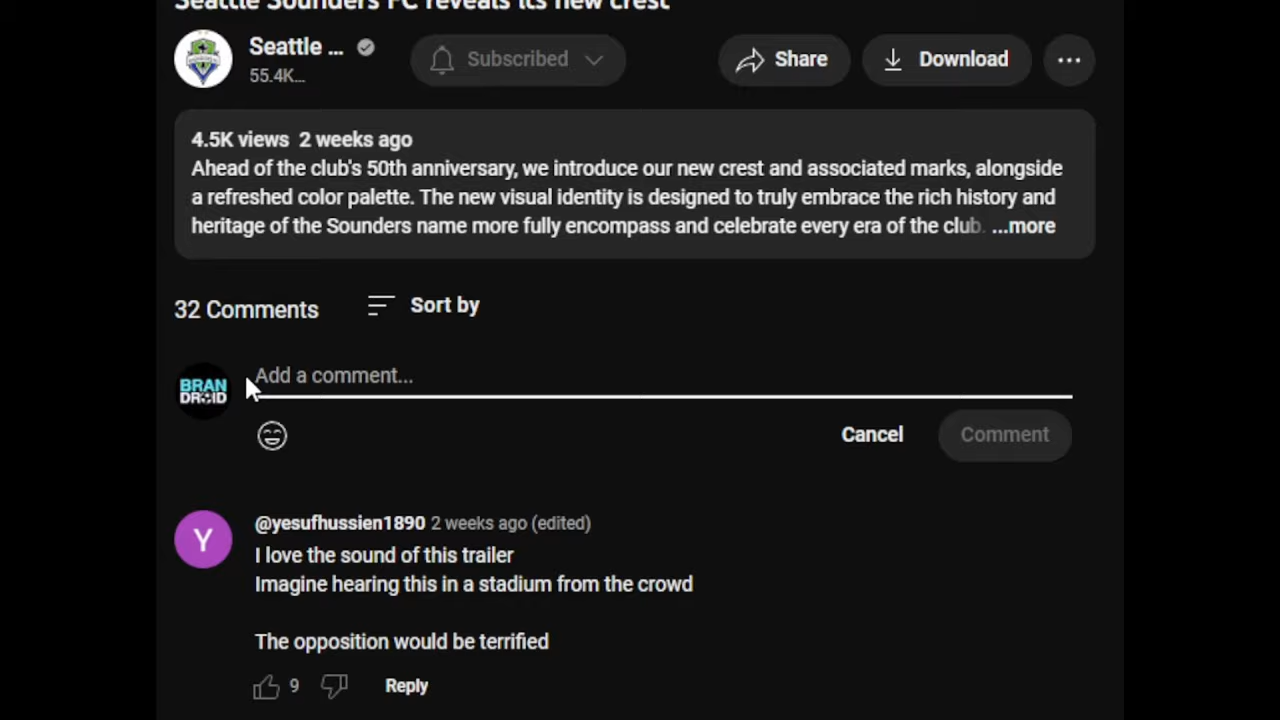 Seattle Sounders FC reveals its new crest
Seattle ...
55.4K...
Subscribed
Share
Download
4.5K views 2 weeks ago
Ahead of the club's 50th anniversary, we introduce our new crest and associated marks, alongside
a refreshed color palette. The new visual identity is designed to truly embrace the rich history and
heritage of the Sounders name more fully encompass and celebrate every era of the club. ...more
32 Comments
Sort by
BRAN
DROID
Add a comment...
Cancel
Comment
Y
@yesufhussien1890 2 weeks ago (edited)
I love the sound of this trailer
Imagine hearing this in a stadium from the crowd
The opposition would be terrified
9
Reply